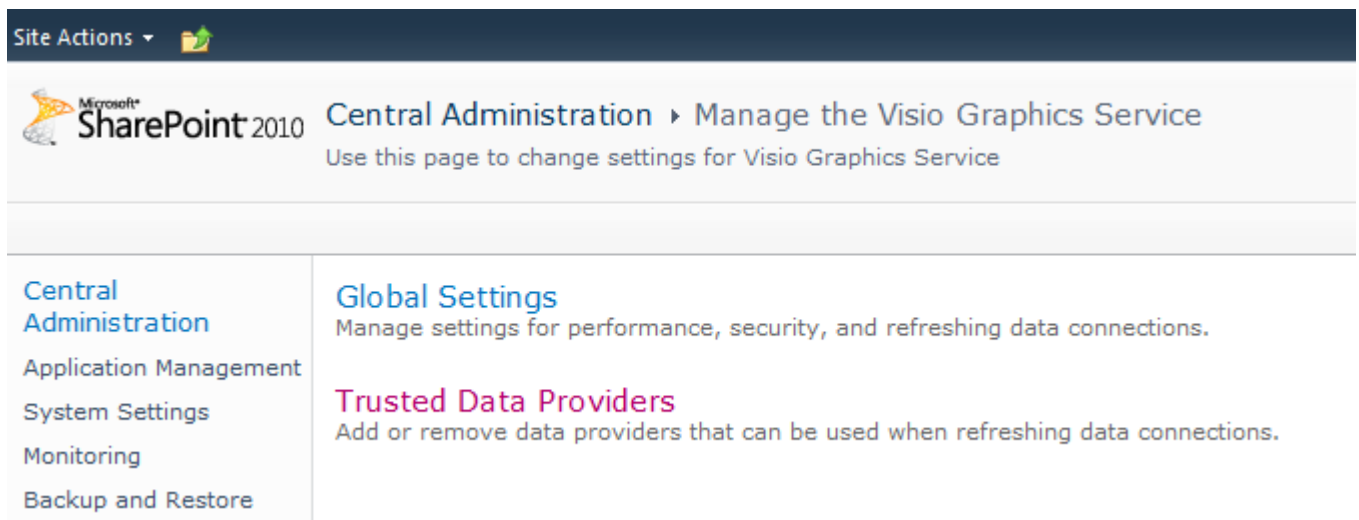 Site Actions
Microsoft®
SharePoint 2010
Central Administration ▸ Manage the Visio Graphics Service
Use this page to change settings for Visio Graphics Service
Central
Administration
Application Management
System Settings
Monitoring
Backup and Restore
Global Settings
Manage settings for performance, security, and refreshing data connections.
Trusted Data Providers
Add or remove data providers that can be used when refreshing data connections.